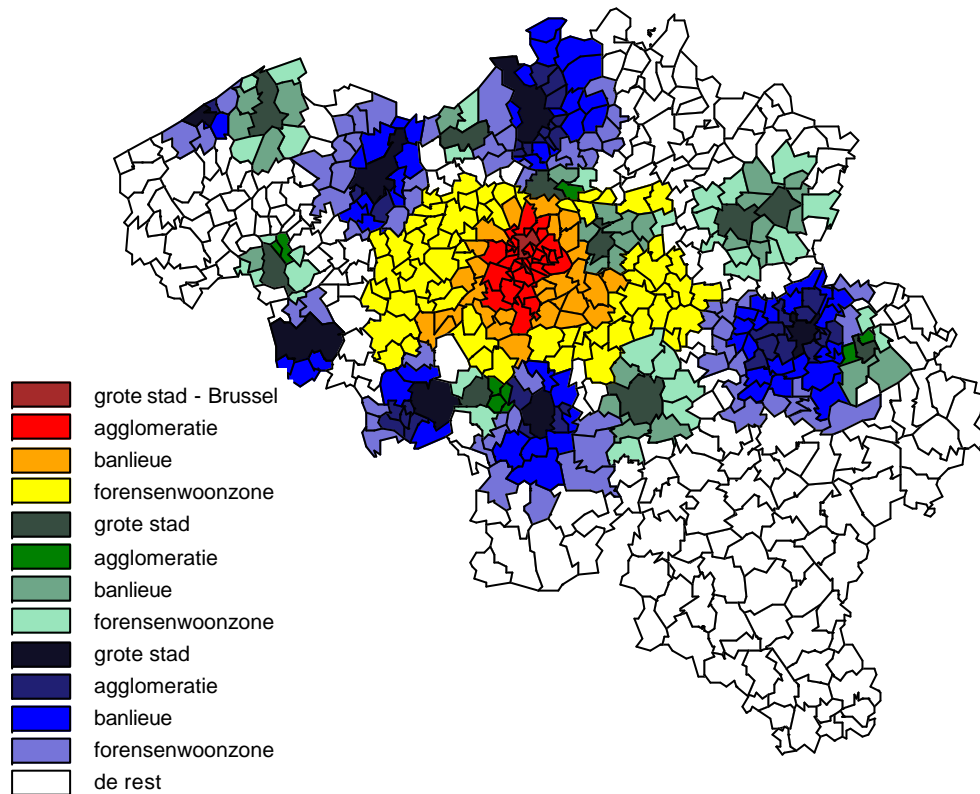 grote stad - Brussel
agglomeratie
banlieue
forensenwoonzone
grote stad
agglomeratie
banlieue
forensenwoonzone
grote stad
agglomeratie
banlieue
forensenwoonzone
de rest